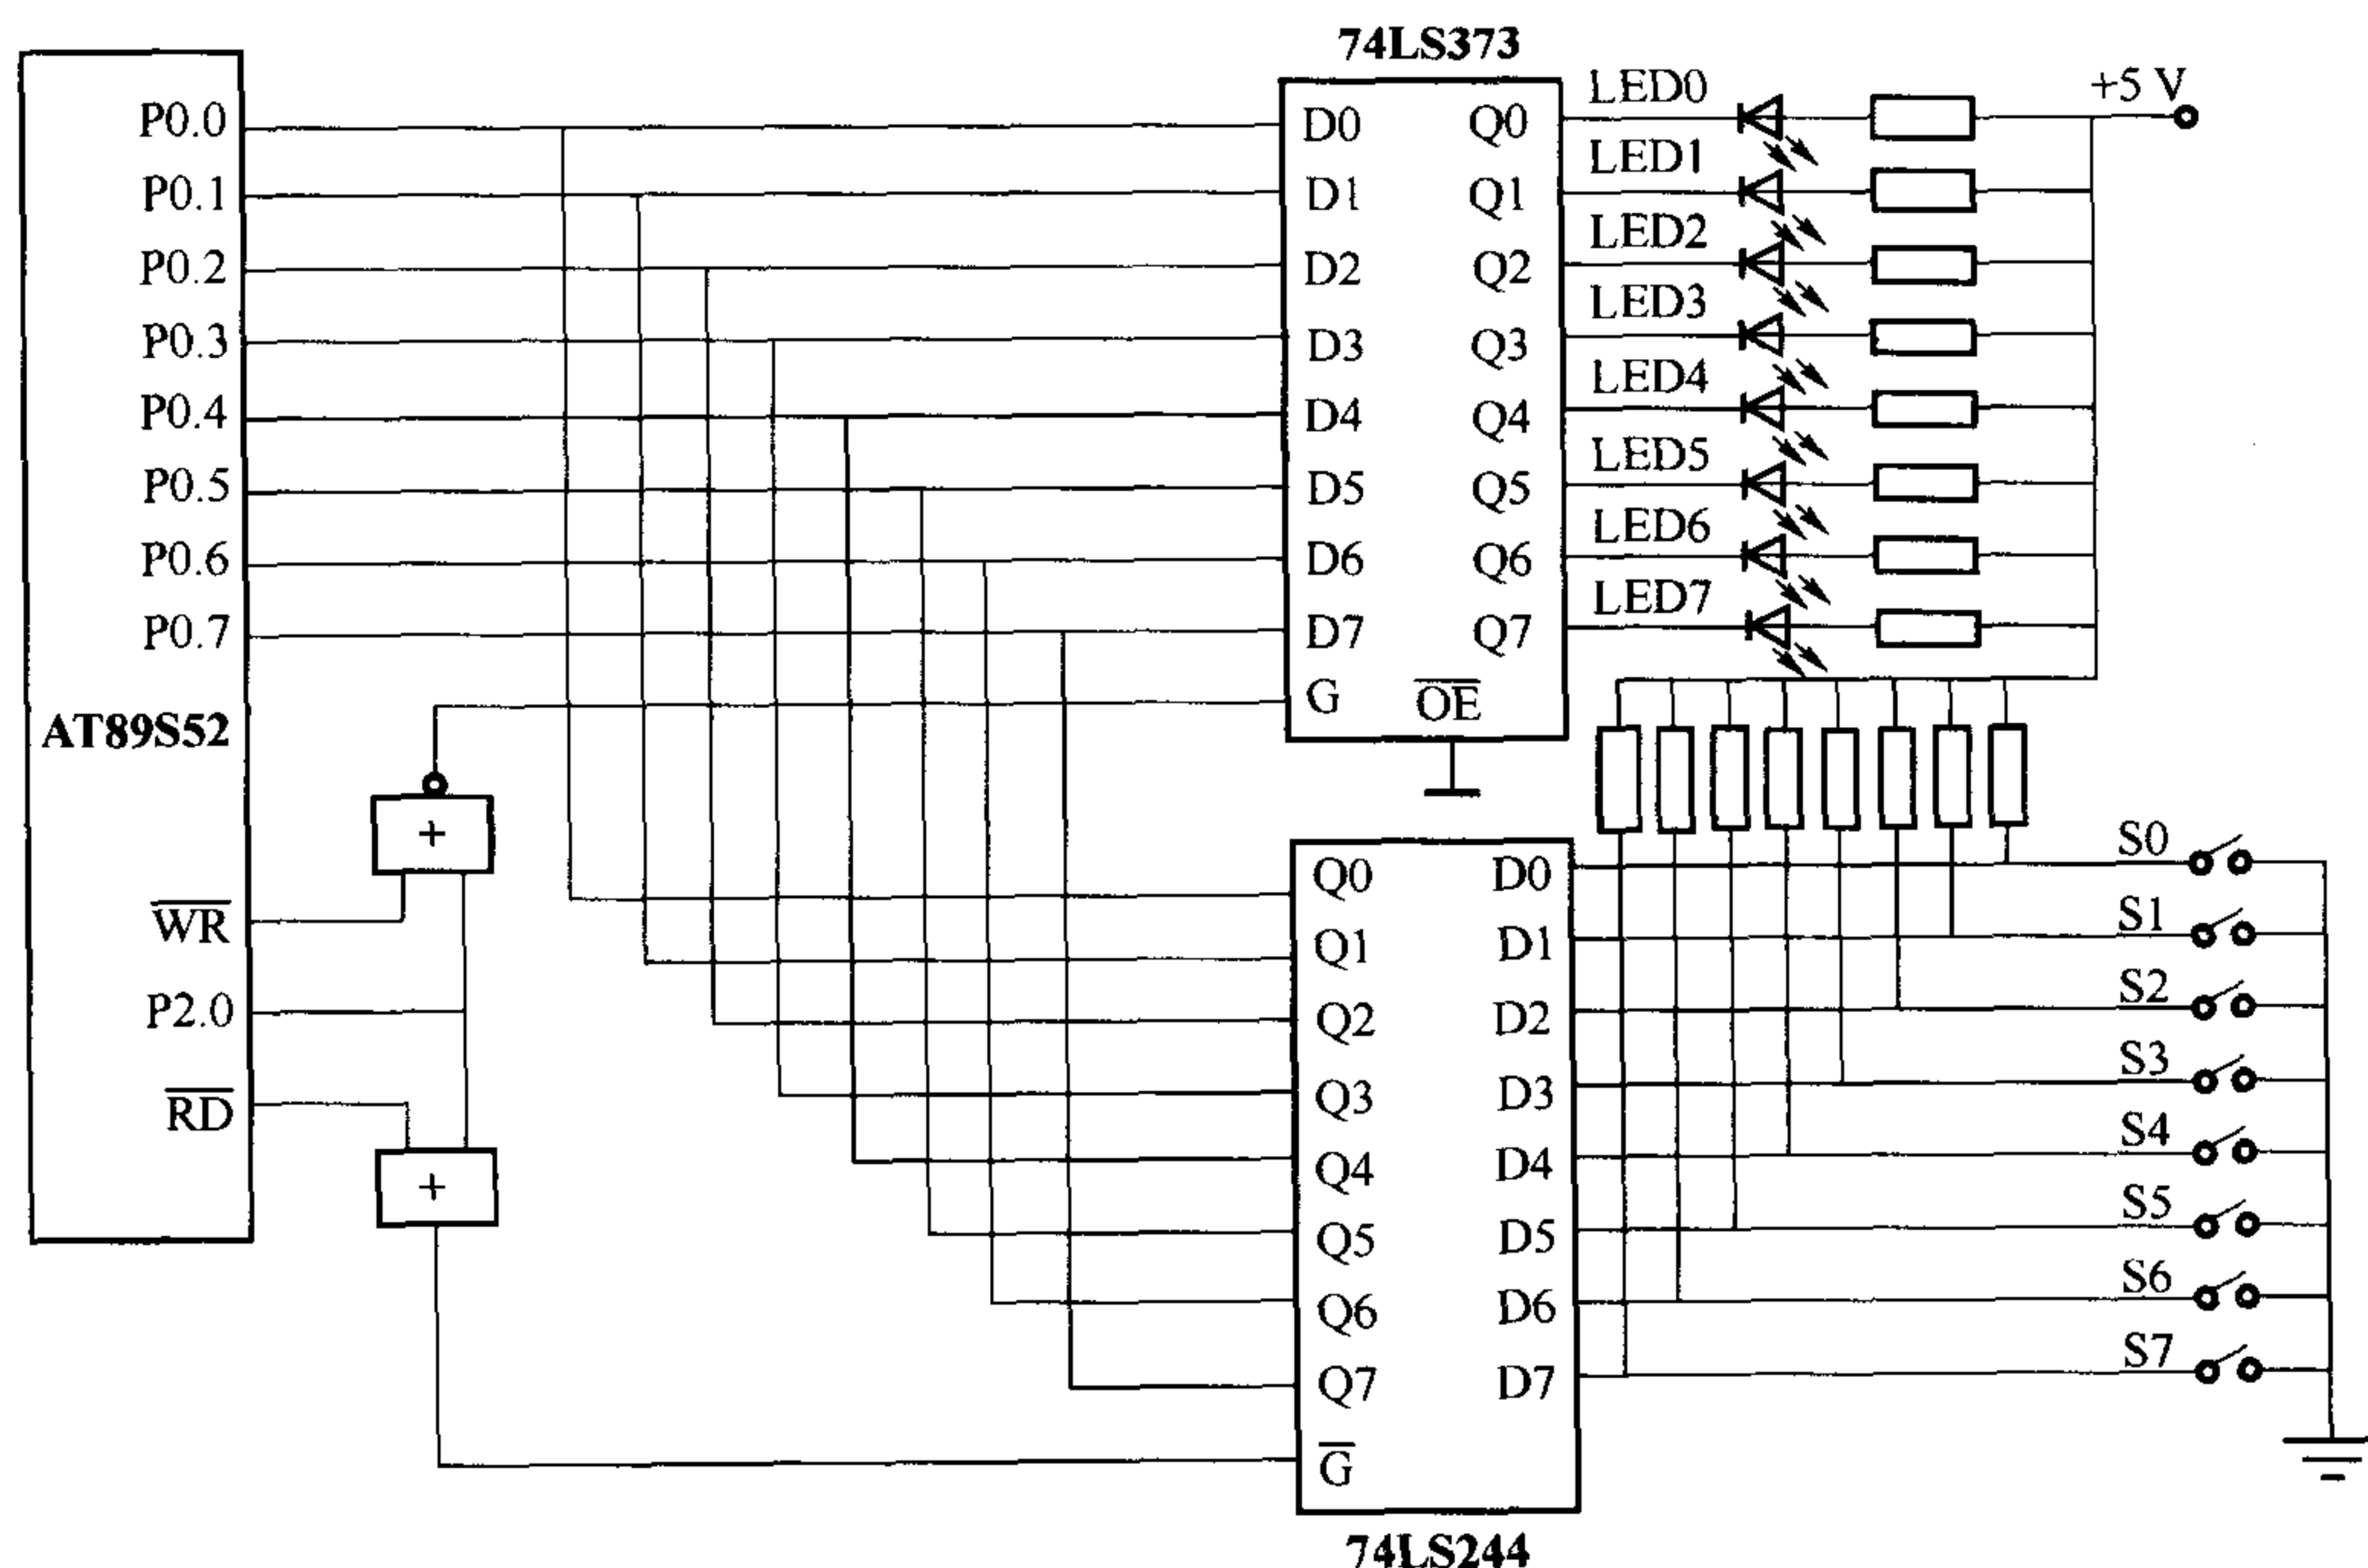 74LS373
P0.0
P0.1
P0.2
P0.3
P0.4
P0.5
P0.6
P0.7
AT89S52
W̅R̅
P2.0
R̅D̅
+
+
D0
D1
D2
D3
D4
D5
D6
D7
G
Q0
Q1
Q2
Q3
Q4
Q5
Q6
Q7
O̅E̅
LED0
LED1
LED2
LED3
LED4
LED5
LED6
LED7
+5 V
Q0
Q1
Q2
Q3
Q4
Q5
Q6
Q7
G̅
D0
D1
D2
D3
D4
D5
D6
D7
S0
S1
S2
S3
S4
S5
S6
S7
74LS244